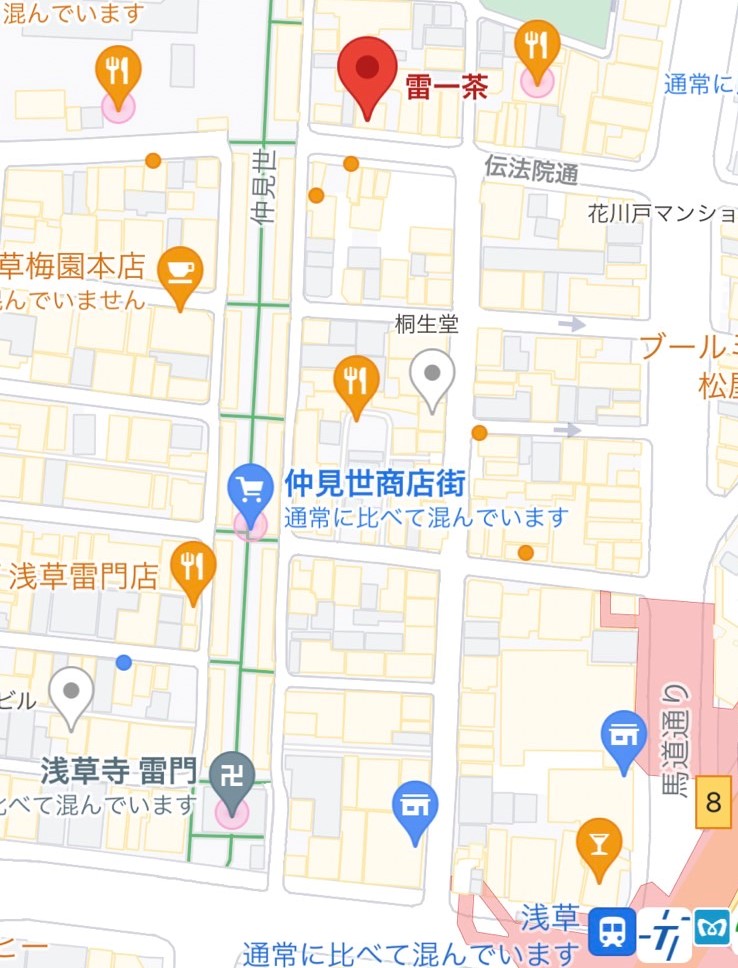 混んでいます
雷一茶
通常に
伝法院通
仲見世
花川戸マンショ
草梅園本店
んでいません
桐生堂
ブール
松屋
仲見世商店街
通常に比べて混んでいます
浅草雷門店
ビル
馬道通り
浅草寺 雷門
比べて混んでいます
8
浅草
通常に比べて混んでいます
ヒー